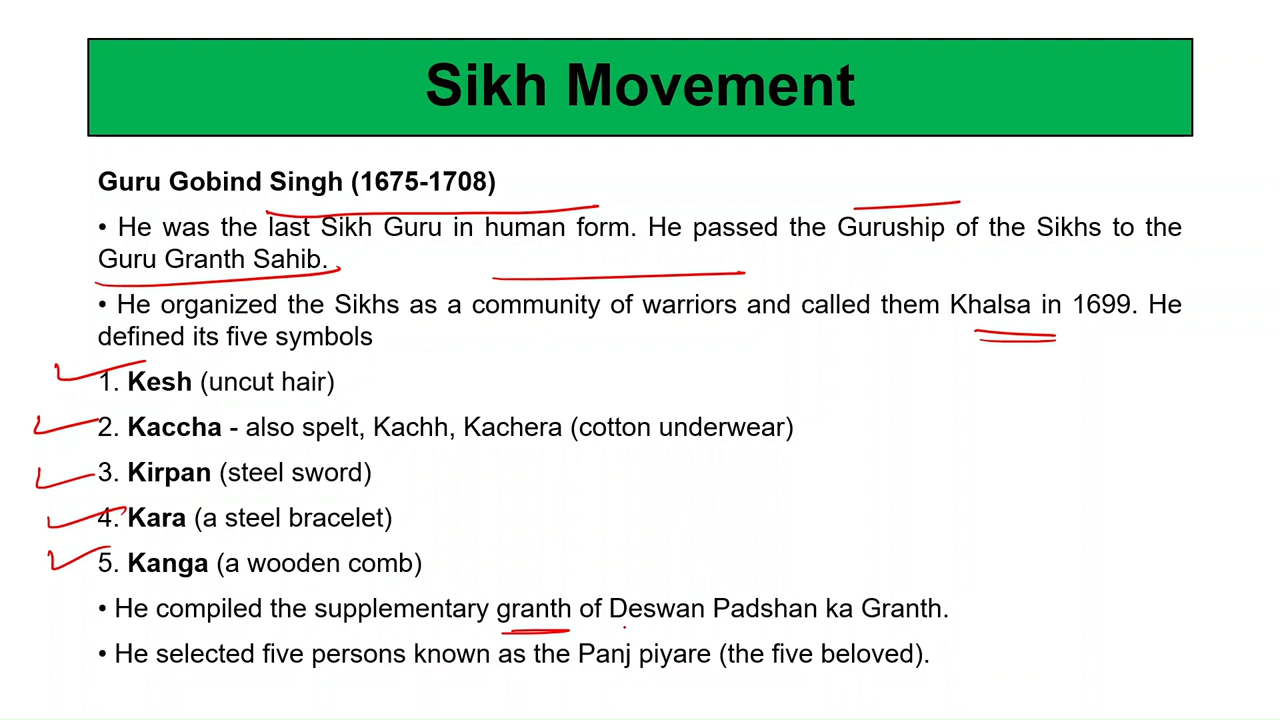 Sikh Movement
Guru Gobind Singh (1675-1708)
• He was the last Sikh Guru in human form. He passed the Guruship of the Sikhs to the
Guru Granth Sahib.
• He organized the Sikhs as a community of warriors and called them Khalsa in 1699. He
defined its five symbols
1. Kesh (uncut hair)
2. Kaccha - also spelt, Kachh, Kachera (cotton underwear)
3. Kirpan (steel sword)
4. Kara (a steel bracelet)
5. Kanga (a wooden comb)
• He compiled the supplementary granth of Deswan Padshan ka Granth.
• He selected five persons known as the Panj piyare (the five beloved).